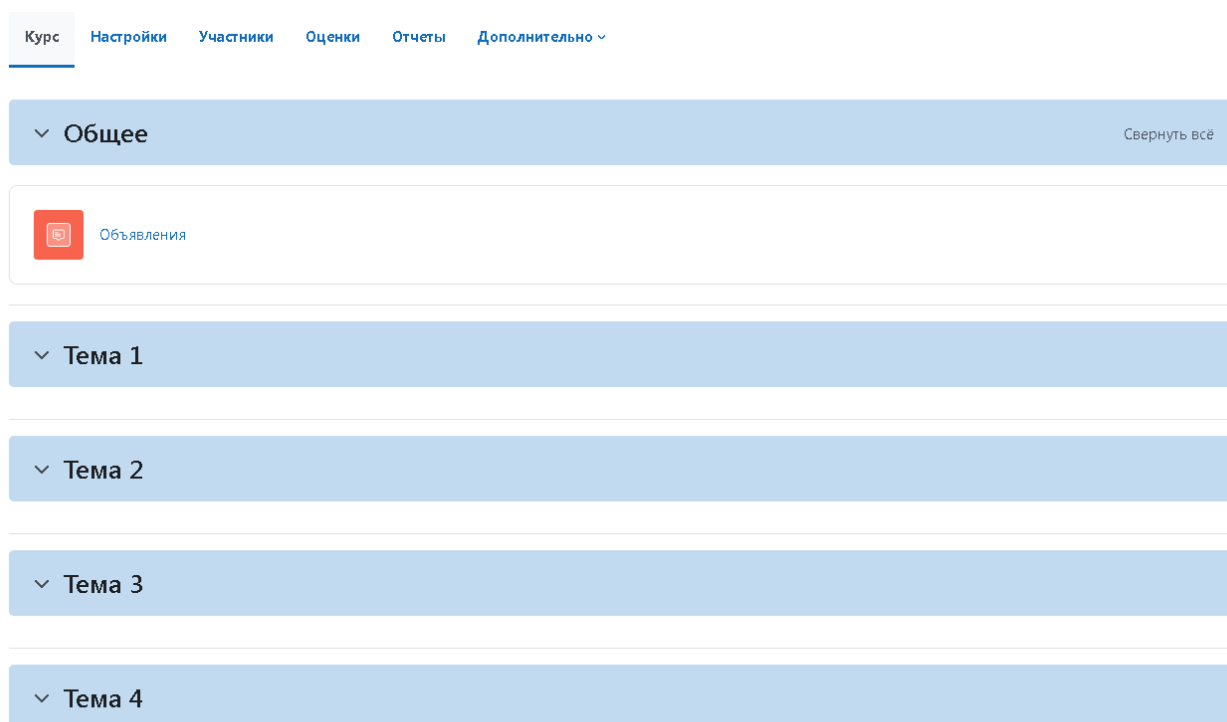 Курс Настройки Участники Оценки Отчеты Дополнительно
Общее Свернуть всё
Объявления
Тема 1
Тема 2
Тема 3
Тема 4